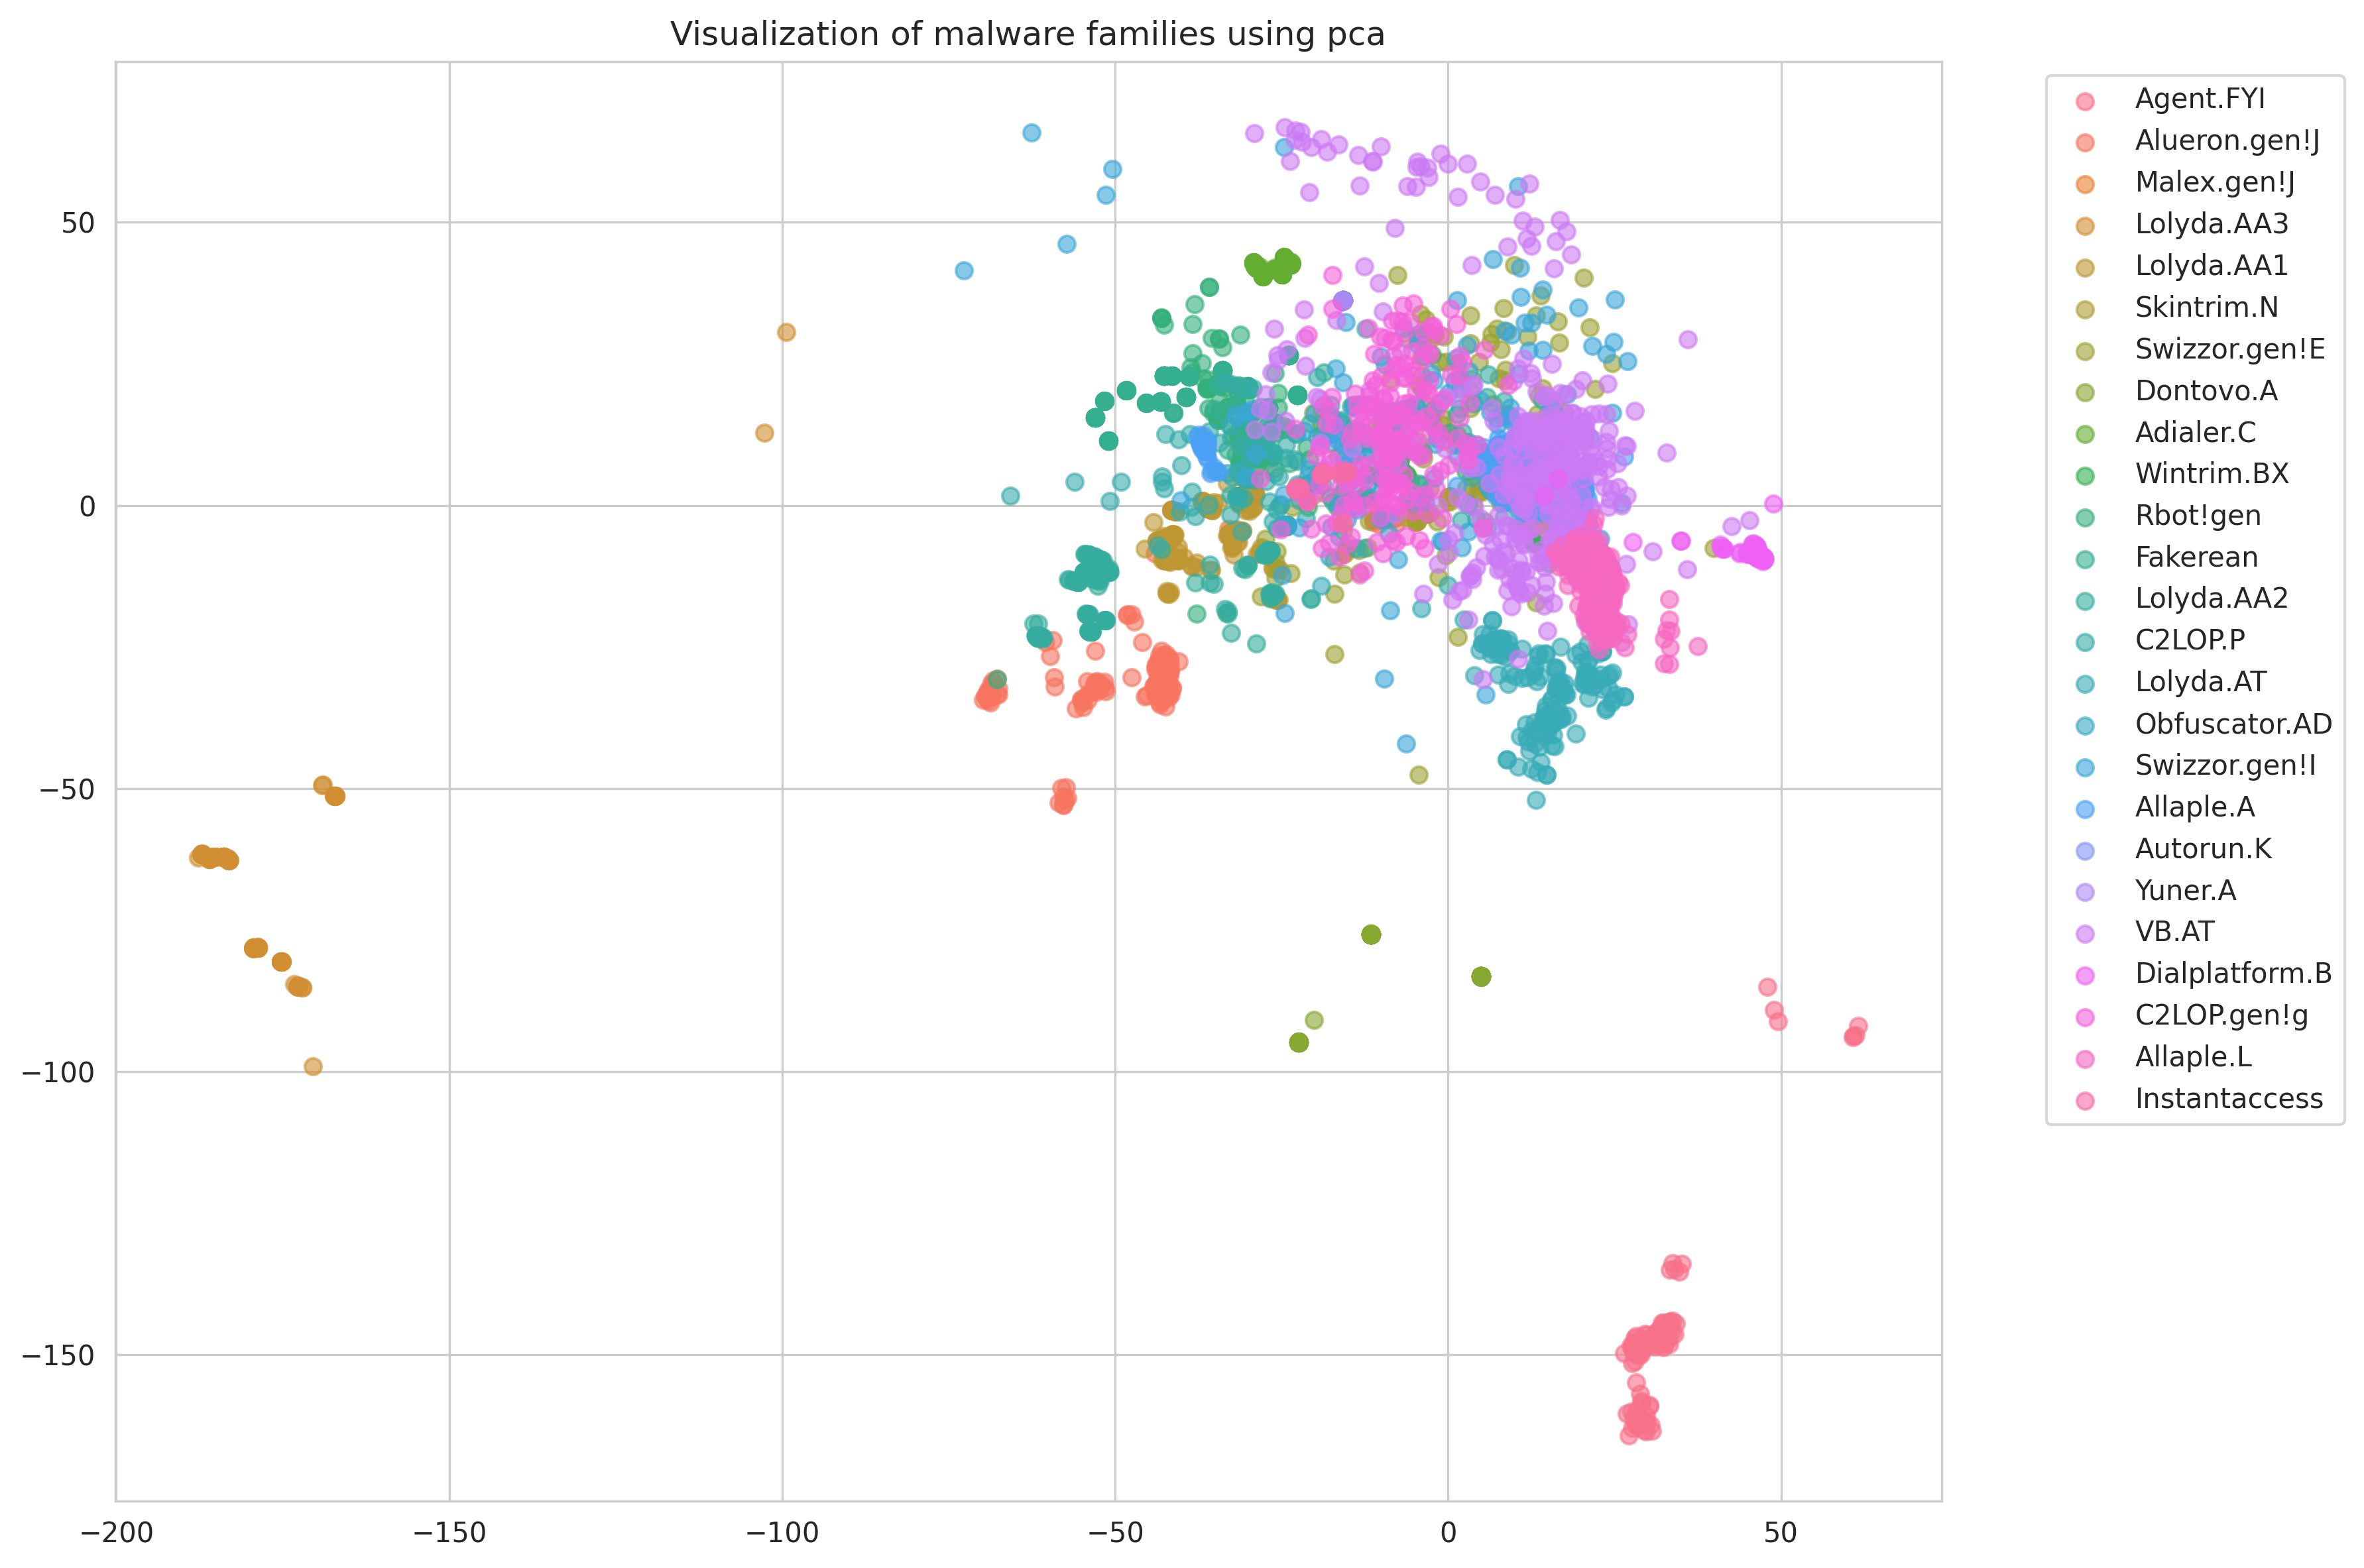 Visualization of malware families using pca
50
0
−50
−100
−150
−200
−150
−100
−50
0
50
Agent.FYI
Alueron.gen!J
Malex.gen!J
Lolyda.AA3
Lolyda.AA1
Skintrim.N
Swizzor.gen!E
Dontovo.A
Adialer.C
Wintrim.BX
Rbot!gen
Fakerean
Lolyda.AA2
C2LOP.P
Lolyda.AT
Obfuscator.AD
Swizzor.gen!I
Allaple.A
Autorun.K
Yuner.A
VB.AT
Dialplatform.B
C2LOP.gen!g
Allaple.L
Instantaccess